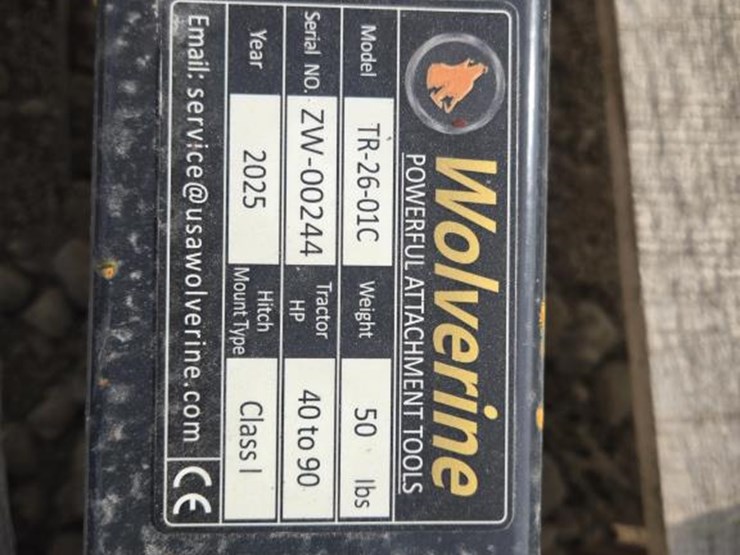 Wolverine
POWERFUL ATTACHMENT TOOLS
Model TR-26-01C Weight 50 lbs
Serial NO. ZW-00244 Tractor HP 40 to 90
Year 2025 Hitch Mount Type Class I
Email: service@usawolverine.com CE